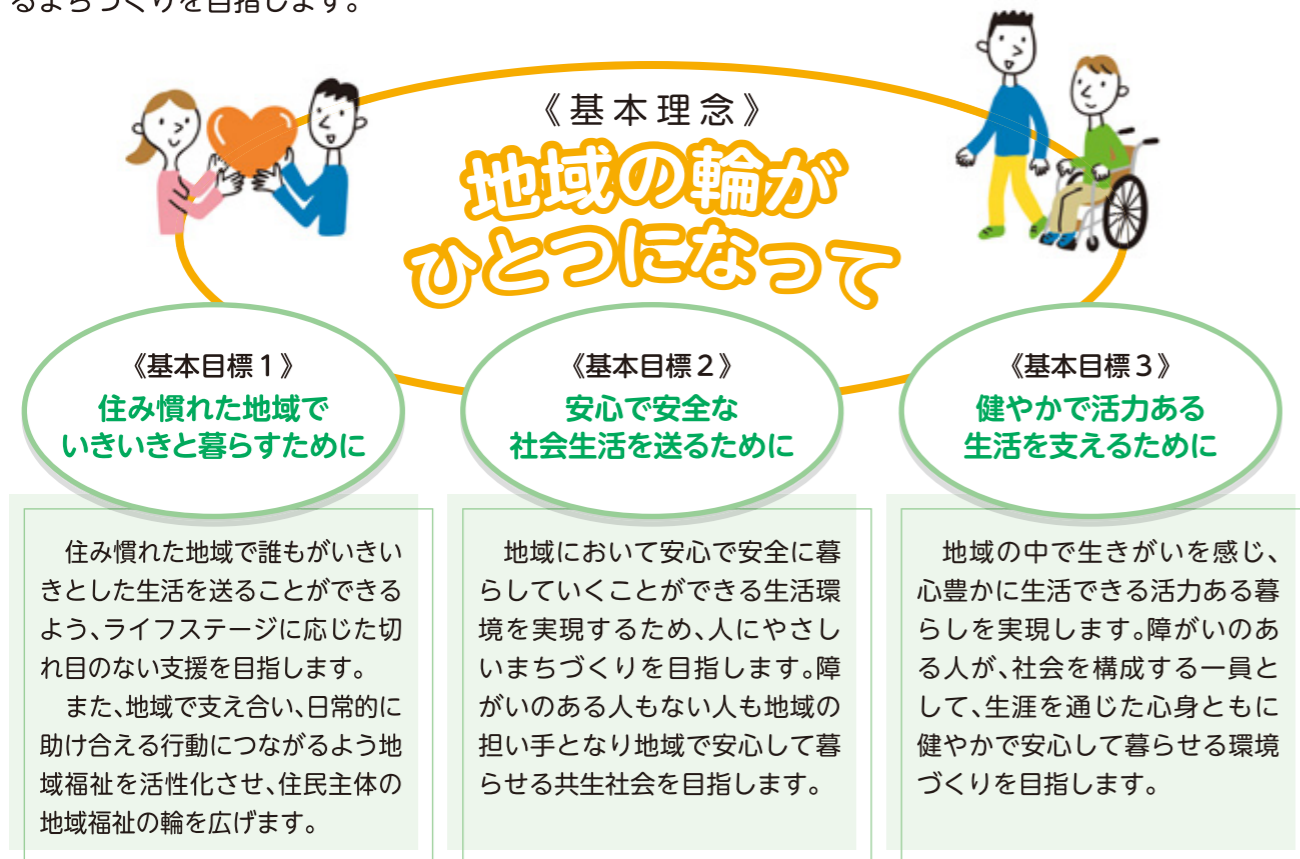 るまちづくりを目指します。
《基本理念》
地域の輪が
ひとつになって
《基本目標１》
住み慣れた地域で
いきいきと暮らすために
《基本目標２》
安心で安全な
社会生活を送るために
《基本目標３》
健やかで活力ある
生活を支えるために
　住み慣れた地域で誰もがいきい
きとした生活を送ることができる
よう、ライフステージに応じた切
れ目のない支援を目指します。
　また、地域で支え合い、日常的に
助け合える行動につながるよう地
域福祉を活性化させ、住民主体の
地域福祉の輪を広げます。
　地域において安心で安全に暮
らしていくことができる生活環
境を実現するため、人にやさし
いまちづくりを目指します。障
がいのある人もない人も地域の
担い手となり地域で安心して暮
らせる共生社会を目指します。
　地域の中で生きがいを感じ、
心豊かに生活できる活力ある暮
らしを実現します。障がいのあ
る人が、社会を構成する一員と
して、生涯を通じた心身ともに
健やかで安心して暮らせる環境
づくりを目指します。